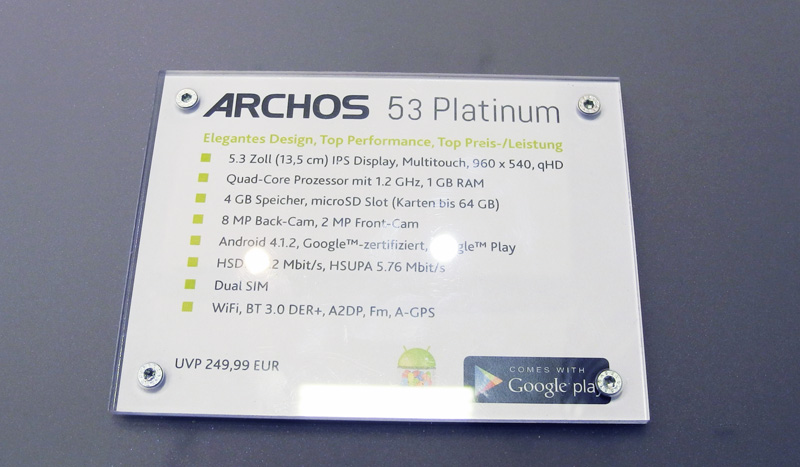 ARCHOS 53 Platinum
Elegantes Design, Top Performance, Top Preis-/Leistung
5.3 Zoll (13,5 cm) IPS Display, Multitouch, 960 x 540, qHD
Quad-Core Prozessor mit 1.2 GHz, 1 GB RAM
4 GB Speicher, microSD Slot (Karten bis 64 GB)
8 MP Back-Cam, 2 MP Front-Cam
Android 4.1.2, Google™-zertifiziert, Google™ Play
Mbit/s, HSUPA 5.76 Mbit/s
Dual SIM
WiFi, BT 3.0 DER+, A2DP, Fm, A-GPS
UVP 249,99 EUR
COMES WITH
Google play